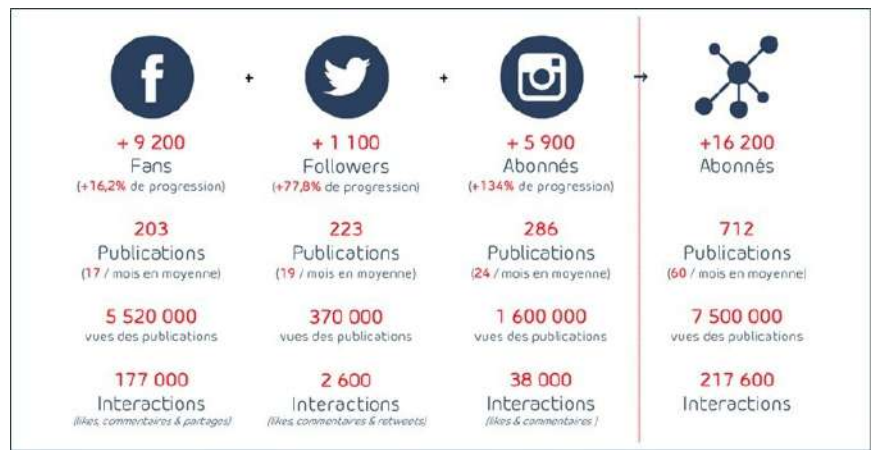 + 9 200
Fans
(+16,2% de progression)
203
Publications
(17 / mois en moyenne)
5 520 000
vues des publications
177 000
Interactions
(likes, commentaires & partages)
+ 1 100
Followers
(+77,8% de progression)
223
Publications
(19 / mois en moyenne)
370 000
vues des publications
2 600
Interactions
(likes, commentaires & retweets)
+ 5 900
Abonnés
(+134% de progression)
286
Publications
(24 / mois en moyenne)
1 600 000
vues des publications
38 000
Interactions
(likes & commentaires )
+16 200
Abonnés
712
Publications
(60 / mois en moyenne)
7 500 000
vues des publications
217 600
Interactions